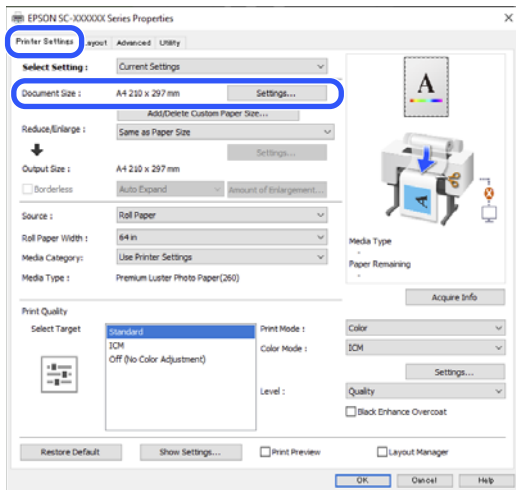 EPSON SC-XXXXXX Series Properties
Printer Settings Layout Advanced Utility
Select Setting : Current Settings
Document Size : A4 210 x 297 mm Settings...
Add/Delete Custom Paper Size...
Reduce/Enlarge : Same as Paper Size
Settings...
Output Size : A4 210 x 297 mm
Borderless Auto Expand Amount of Enlargement...
Source : Roll Paper
Roll Paper Width : 64 in
Media Category: Use Printer Settings
Media Type : Premium Luster Photo Paper(260)
A
Media Type
-
Paper Remaining
-
Acquire Info
Print Quality
Select Target
Standard
ICM
Off (No Color Adjustment)
Print Mode : Color
Color Mode : ICM
Settings...
Level : Quality
Black Enhance Overcoat
Restore Default Show Settings... Print Preview Layout Manager
OK Cancel Help